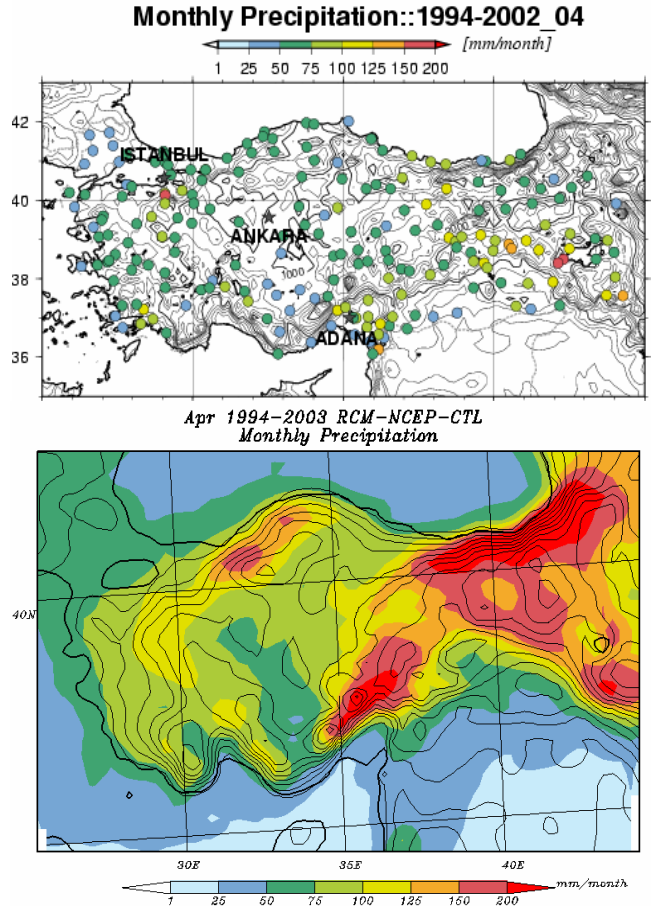 Monthly Precipitation::1994-2002_04
[mm/month]
1 25 50 75 100 125 150 200
42
ISTANBUL
40
ANKARA
38
1000
ADANA
36
Apr 1994-2003 RCM-NCEP-CTL
Monthly Precipitation
40N
30E 35E 40E
mm/month
1 25 50 75 100 125 160 200